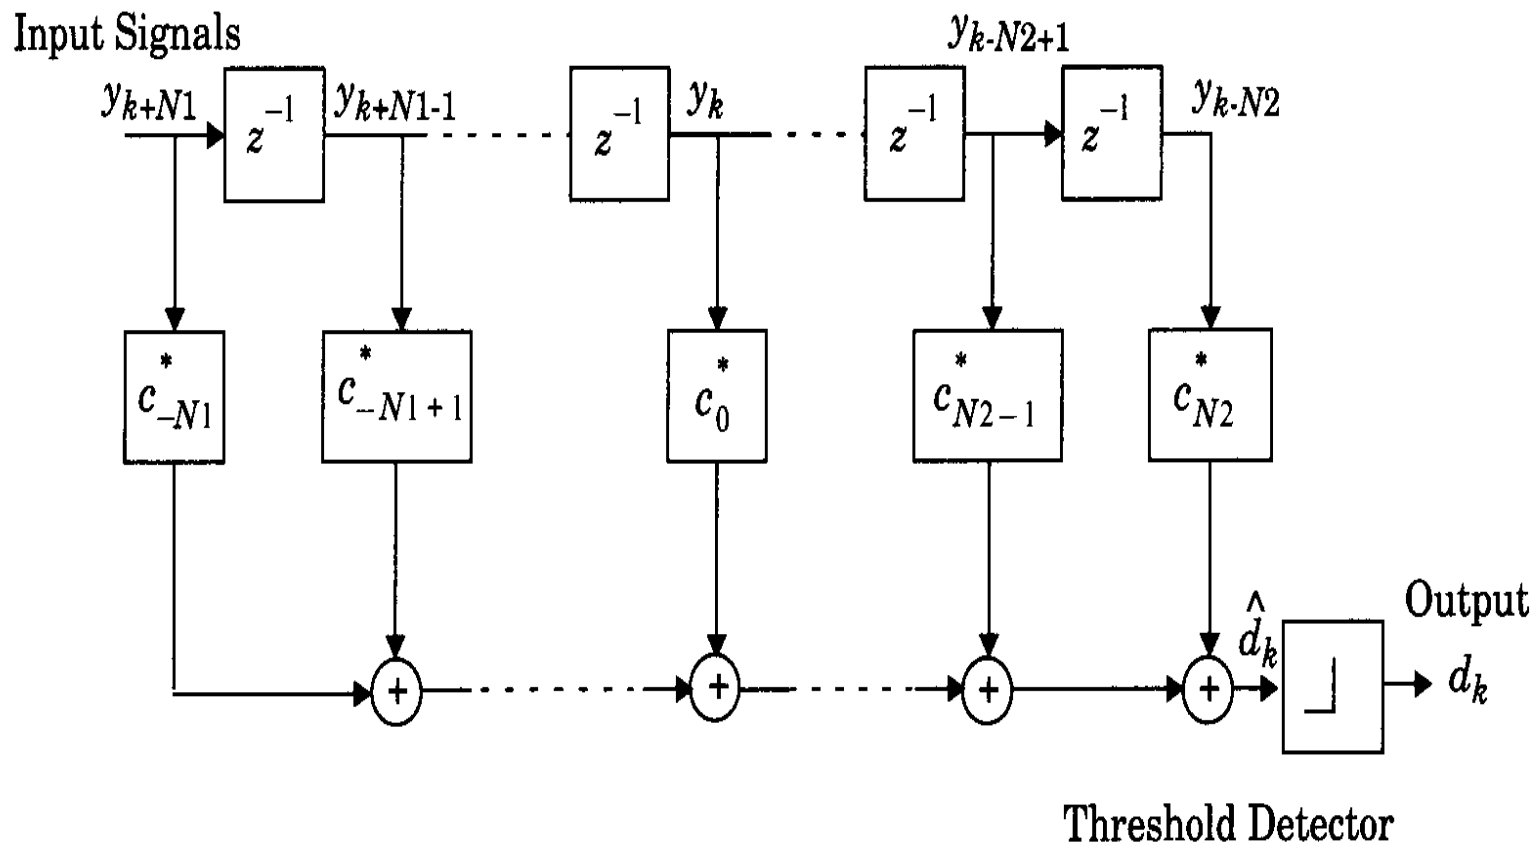 Input Signals
y_{k-N2+1}
y_{k+N1} z^{-1} y_{k+N1-1} z^{-1} y_k z^{-1} z^{-1} y_{k-N2}
c^*_{-N1} c^*_{-N1+1} c^*_0 c^*_{N2-1} c^*_{N2}
Output
\hat{d}_k
+ + + + d_k
Threshold Detector